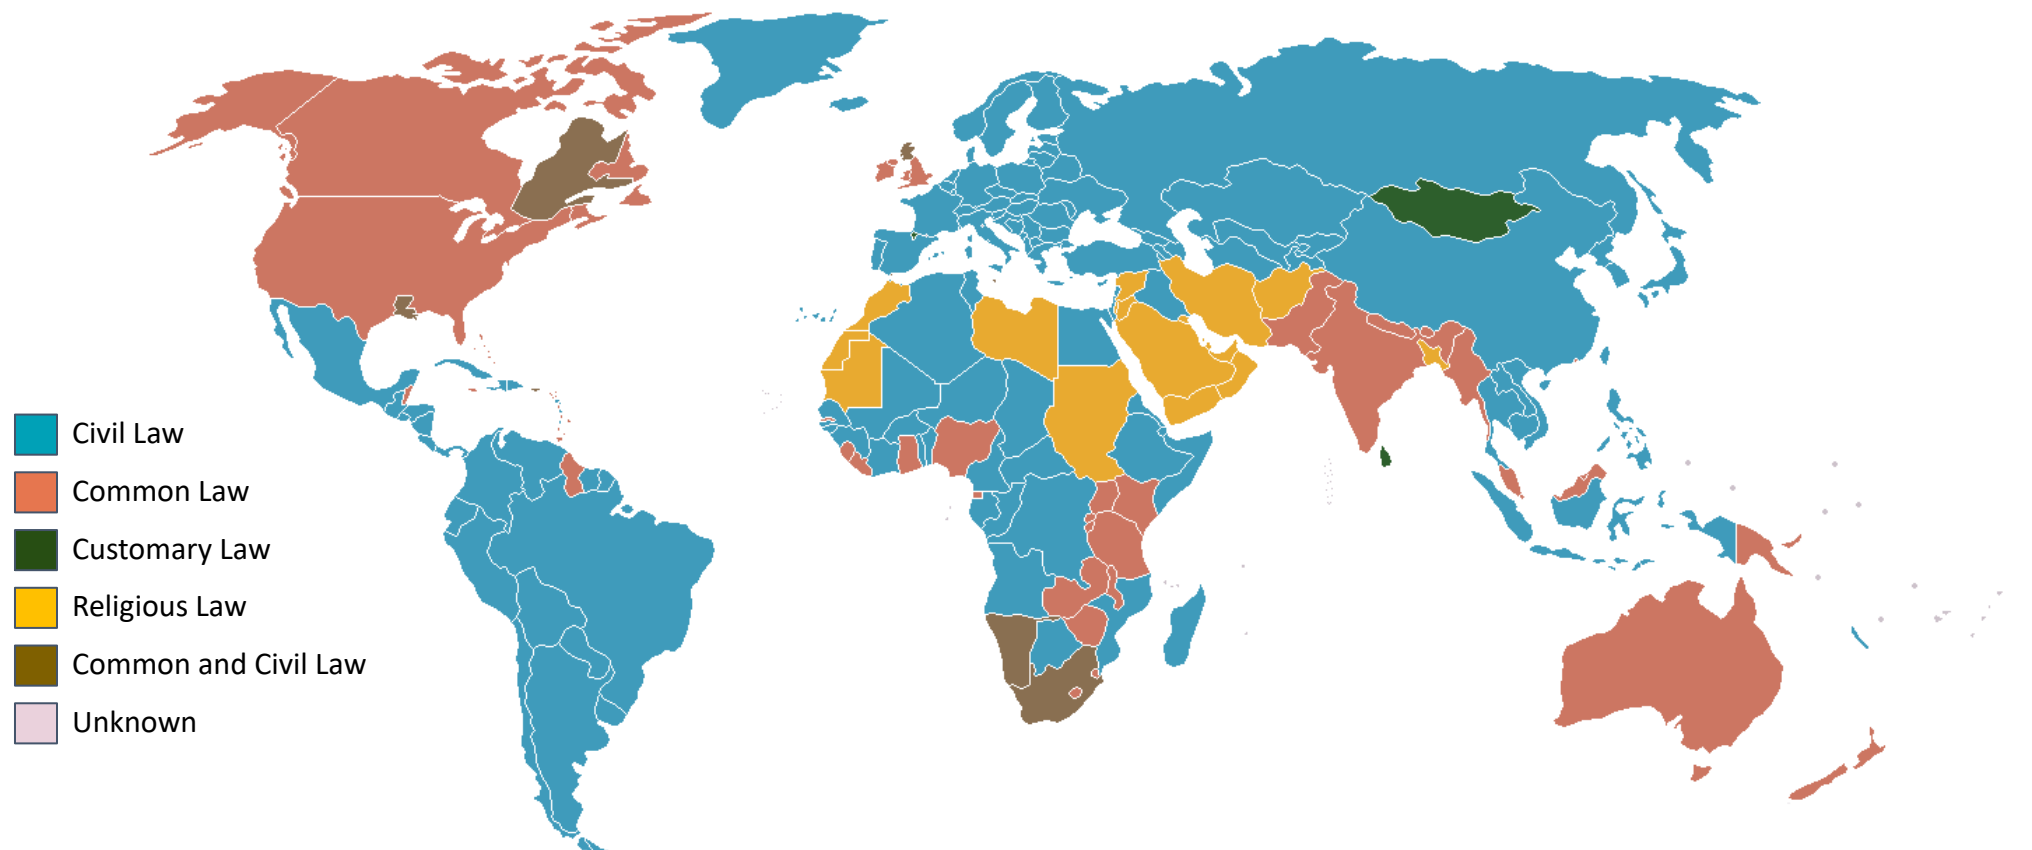 Civil Law
Common Law
Customary Law
Religious Law
Common and Civil Law
Unknown